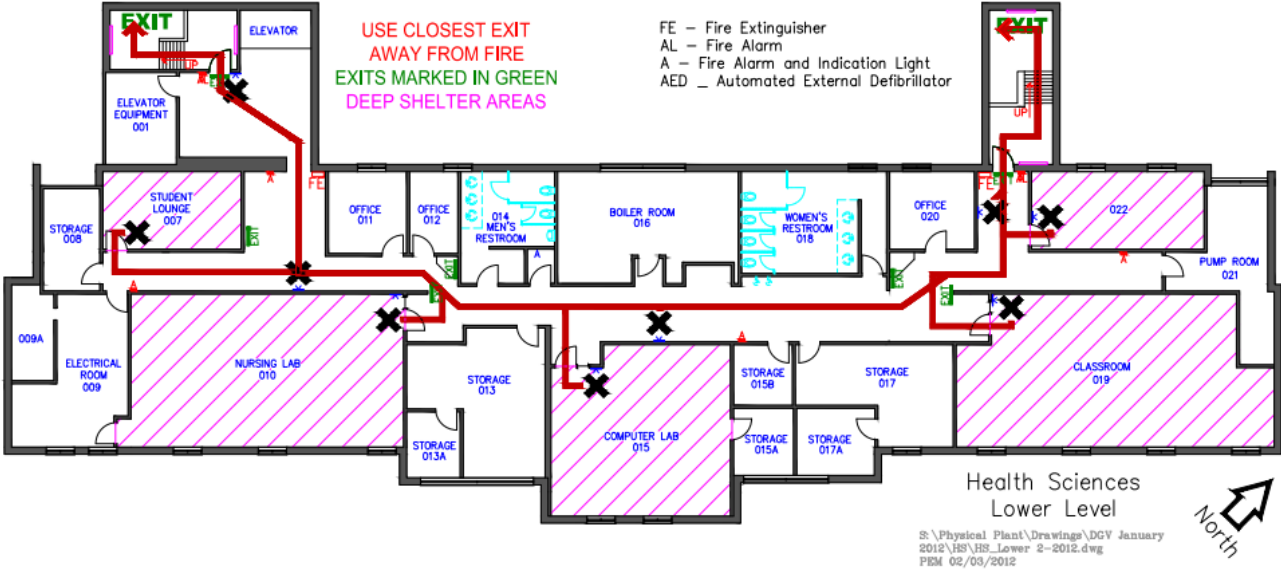 EXIT
ELEVATOR
USE CLOSEST EXIT
AWAY FROM FIRE
EXITS MARKED IN GREEN
DEEP SHELTER AREAS
FE – Fire Extinguisher
AL – Fire Alarm
A – Fire Alarm and Indication Light
AED _ Automated External Defibrillator
EXIT
UP
UP
ELEVATOR
EQUIPMENT
001
STUDENT
LOUNGE
007
A
FE
OFFICE
011
OFFICE
012
014
MEN'S
RESTROOM
BOILER ROOM
016
WOMEN'S
RESTROOM
018
OFFICE
020
FE
022
STORAGE
008
EXIT
A
EXIT
EXIT
EXIT
A
PUMP ROOM
021
A
009A
ELECTRICAL
ROOM
009
NURSING LAB
010
STORAGE
013
STORAGE
013A
COMPUTER LAB
015
A
STORAGE
015B
STORAGE
017
STORAGE
015A
STORAGE
017A
CLASSROOM
019
Health Sciences
Lower Level
North
S:\Physical Plant\Drawings\DGV January
2012\HS\HS_Lower 2-2012.dwg
PEM 02/03/2012